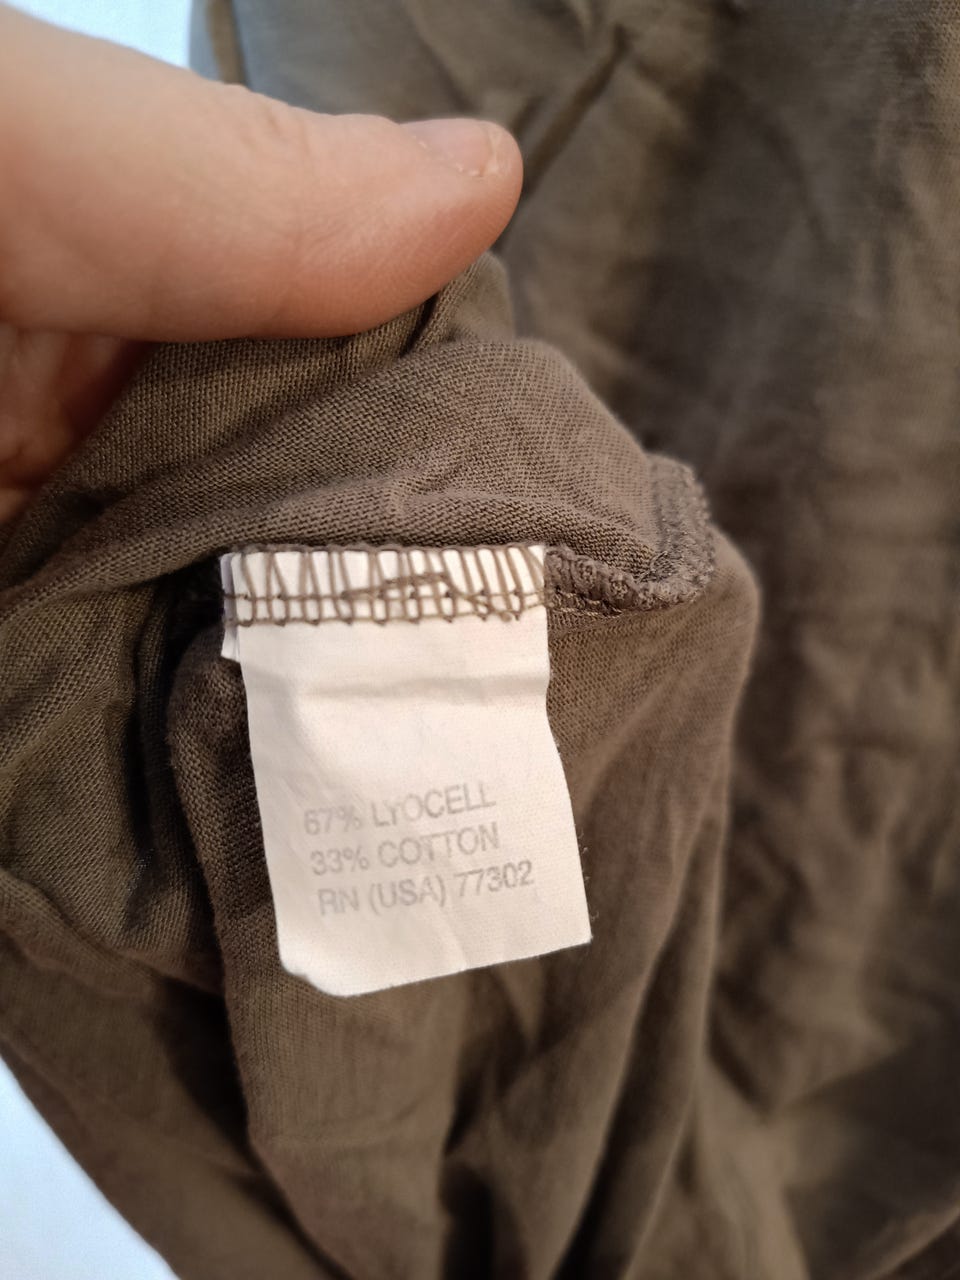 67% LYOCELL
33% COTTON
RN (USA) 77302